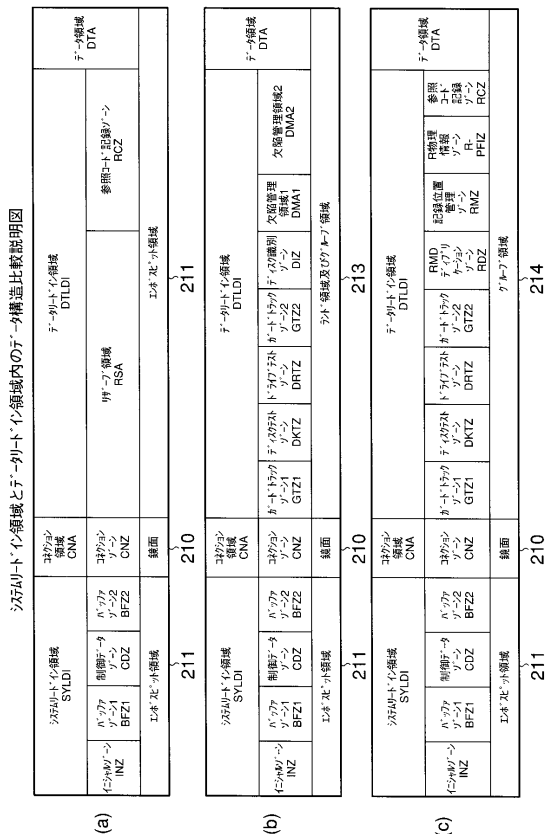 システムリードイン領域とデータリードイン領域内のデータ構造比較説明図
(a)
システムリードイン領域
SYLDI
コネクション
領域
CNA
データリードイン領域
DTLDI
データ領域
DTA
イニシャルゾーン
INZ
バッファ
ゾーン1
BFZ1
制御データ
ゾーン
CDZ
バッファ
ゾーン2
BFZ2
コネクション
ゾーン
CNZ
リザーブ領域
RSA
参照コード記録ゾーン
RCZ
エンボスピット領域
鏡面
エンボスピット領域
211
210
211
(b)
システムリードイン領域
SYLDI
コネクション
領域
CNA
データリードイン領域
DTLDI
データ領域
DTA
イニシャルゾーン
INZ
バッファ
ゾーン1
BFZ1
制御データ
ゾーン
CDZ
バッファ
ゾーン2
BFZ2
コネクション
ゾーン
CNZ
ガードトラック
ゾーン1
GTZ1
ディスクテスト
ゾーン
DKTZ
ドライブテスト
ゾーン
DRTZ
ガードトラック
ゾーン2
GTZ2
ディスク識別
ゾーン
DIZ
欠陥管理
領域1
DMA1
欠陥管理領域2
DMA2
エンボスピット領域
鏡面
ランド領域及びグルーブ領域
211
210
213
(c)
システムリードイン領域
SYLDI
コネクション
領域
CNA
データリードイン領域
DTLDI
データ領域
DTA
イニシャルゾーン
INZ
バッファ
ゾーン1
BFZ1
制御データ
ゾーン
CDZ
バッファ
ゾーン2
BFZ2
コネクション
ゾーン
CNZ
ガードトラック
ゾーン1
GTZ1
ディスクテスト
ゾーン
DKTZ
ドライブテスト
ゾーン
DRTZ
ガードトラック
ゾーン2
GTZ2
RMD
ディプリ
ケーション
ゾーン
RDZ
記録位置
管理
ゾーン
RMZ
R物理
情報
ゾーン
R-
PFIZ
参照
コード
記録
ゾーン
RCZ
エンボスピット領域
鏡面
グルーブ領域
211
210
214